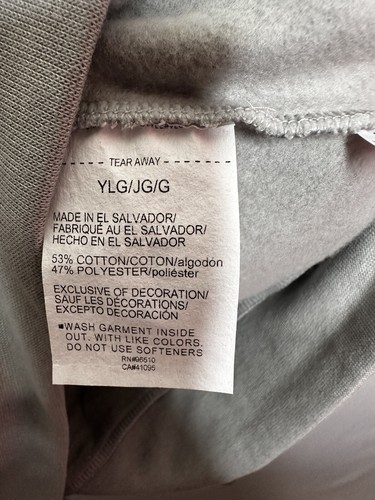 --- TEAR AWAY ---
YLG/JG/G
MADE IN EL SALVADOR/
FABRIQUÉ AU EL SALVADOR/
HECHO EN EL SALVADOR
53% COTTON/COTON/algodón
47% POLYESTER/poliéster
EXCLUSIVE OF DECORATION/
SAUF LES DÉCORATIONS/
EXCEPTO DECORACIÓN
▪WASH GARMENT INSIDE
OUT. WITH LIKE COLORS.
DO NOT USE SOFTENERS
RN#96510
CA#41095